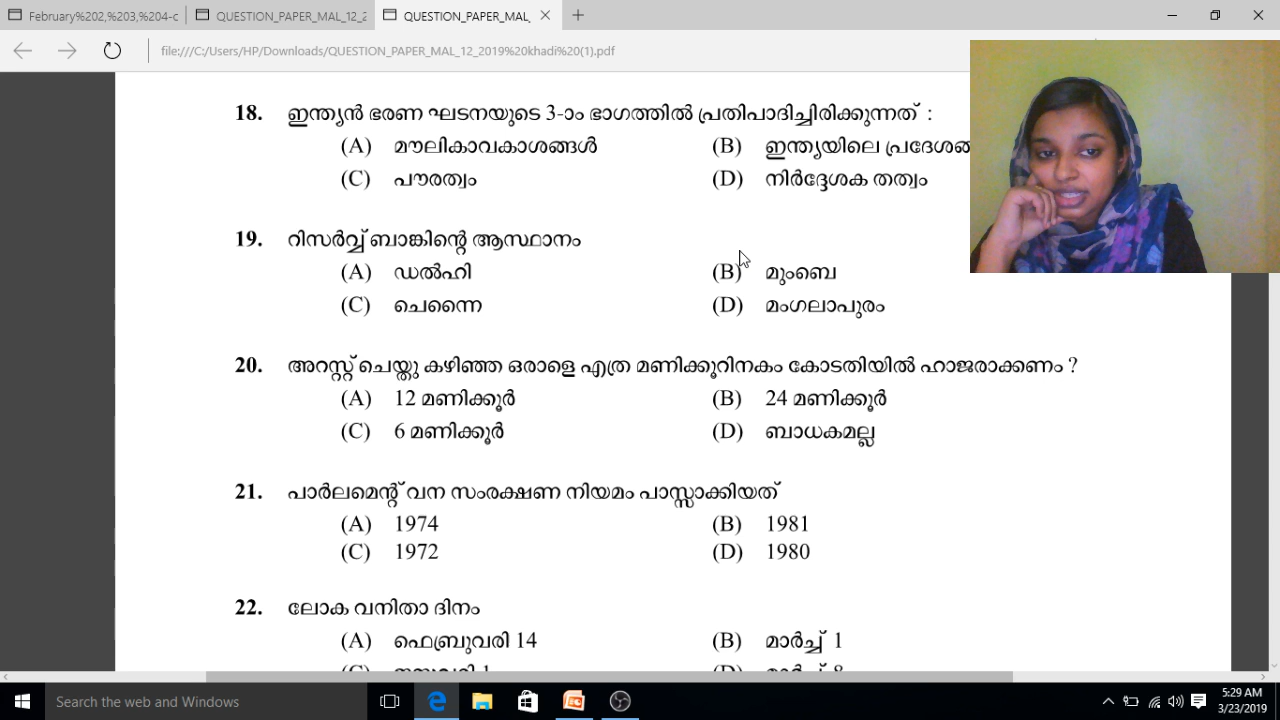 February%202,%203,%204-c
QUESTION_PAPER_MAL_12_2
QUESTION_PAPER_MAL_
file:///C:/Users/HP/Downloads/QUESTION_PAPER_MAL_12_2019%20khadi%20(1).pdf
18. ഇന്ത്യൻ ഭരണ ഘടനയുടെ 3-ാം ഭാഗത്തിൽ പ്രതിപാദിച്ചിരിക്കുന്നത് :
(A) മൗലികാവകാശങ്ങൾ (B) ഇന്ത്യയിലെ
(C) പൗരത്വം (D) നിർദ്ദേശക തത്വം
19. റിസർവ്വ് ബാങ്കിന്റെ ആസ്ഥാനം
(A) ഡൽഹി (B) മുംബെ
(C) ചെന്നൈ (D) മംഗലാപുരം
20. അറസ്റ്റ് ചെയ്തു കഴിഞ്ഞ ഒരാളെ എത്ര മണിക്കൂറിനകം കോടതിയിൽ ഹാജരാക്കണം ?
(A) 12 മണിക്കൂർ (B) 24 മണിക്കൂർ
(C) 6 മണിക്കൂർ (D) ബാധകമല്ല
21. പാർലമെന്റ് വന സംരക്ഷണ നിയമം പാസ്സാക്കിയത്
(A) 1974 (B) 1981
(C) 1972 (D) 1980
22. ലോക വനിതാ ദിനം
(A) ഫെബ്രുവരി 14 (B) മാർച്ച് 1
Search the web and Windows
5:29 AM
3/23/2019